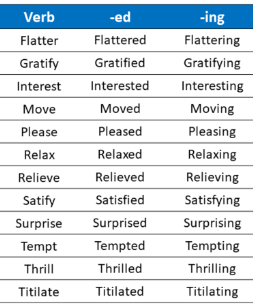 Verb -ed -ing
Flatter Flattered Flattering
Gratify Gratified Gratifying
Interest Interested Interesting
Move Moved Moving
Please Pleased Pleasing
Relax Relaxed Relaxing
Relieve Relieved Relieving
Satify Satisfied Satisfying
Surprise Surprised Surprising
Tempt Tempted Tempting
Thrill Thrilled Thrilling
Titilate Titilated Titilating